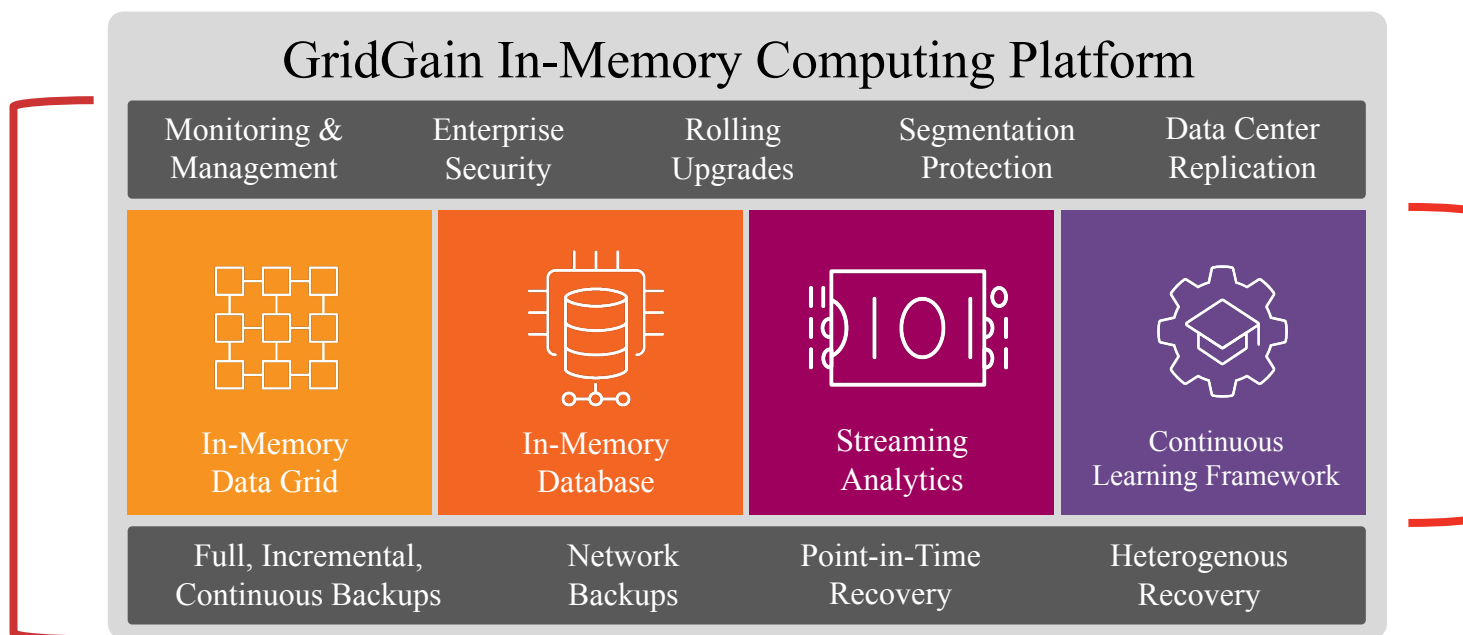 GridGain In-Memory Computing Platform
Monitoring &
Management
Enterprise
Security
Rolling
Upgrades
Segmentation
Protection
Data Center
Replication
In-Memory
Data Grid
In-Memory
Database
Streaming
Analytics
Continuous
Learning Framework
Full, Incremental,
Continuous Backups
Network
Backups
Point-in-Time
Recovery
Heterogenous
Recovery